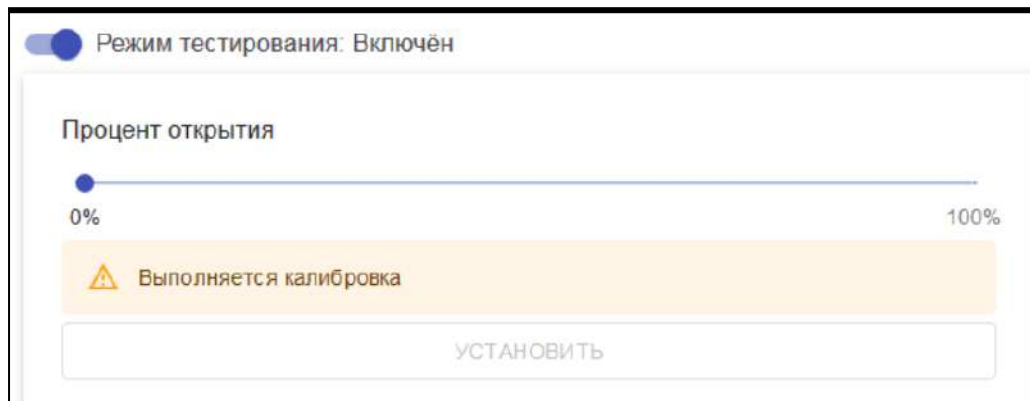 Режим тестирования: Включён
Процент открытия
0% 100%
Выполняется калибровка
УСТАНОВИТЬ